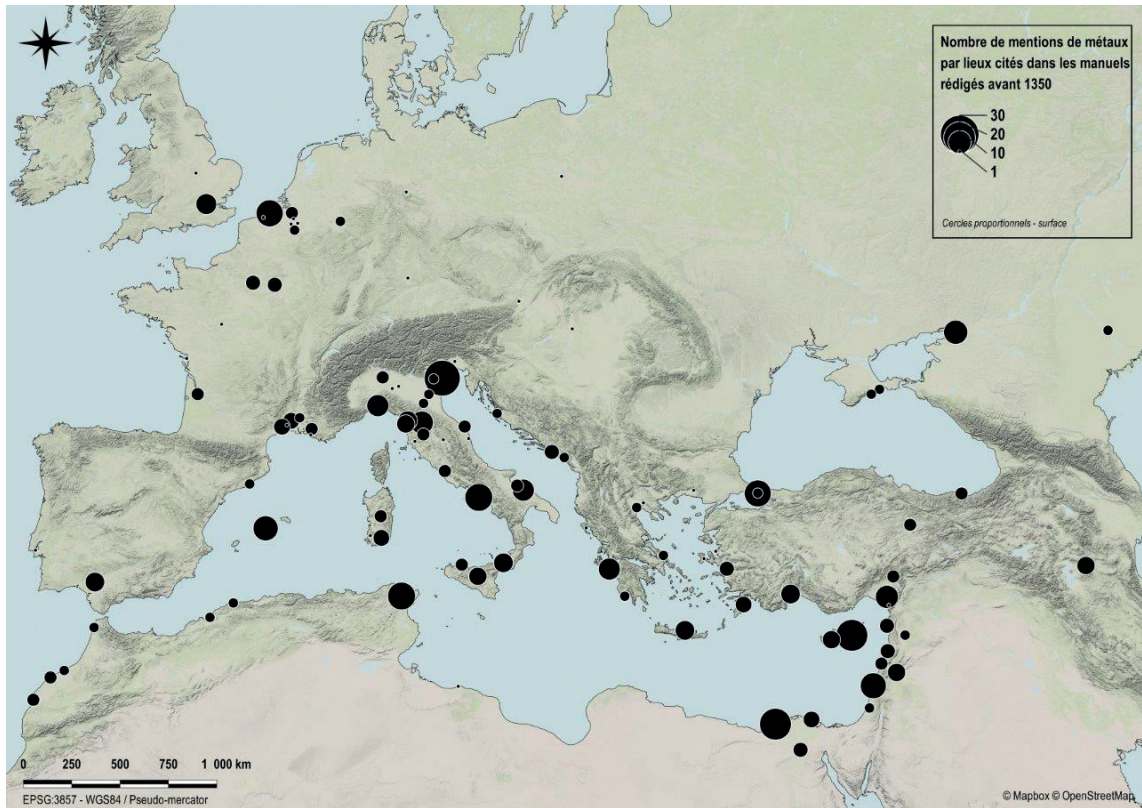 Nombre de mentions de métaux
par lieux cités dans les manuels
rédigés avant 1350
30
20
10
1
Cercles proportionnels - surface
0 250 500 750 1 000 km
EPSG:3857 - WGS84 / Pseudo-mercator
© Mapbox © OpenStreetMap